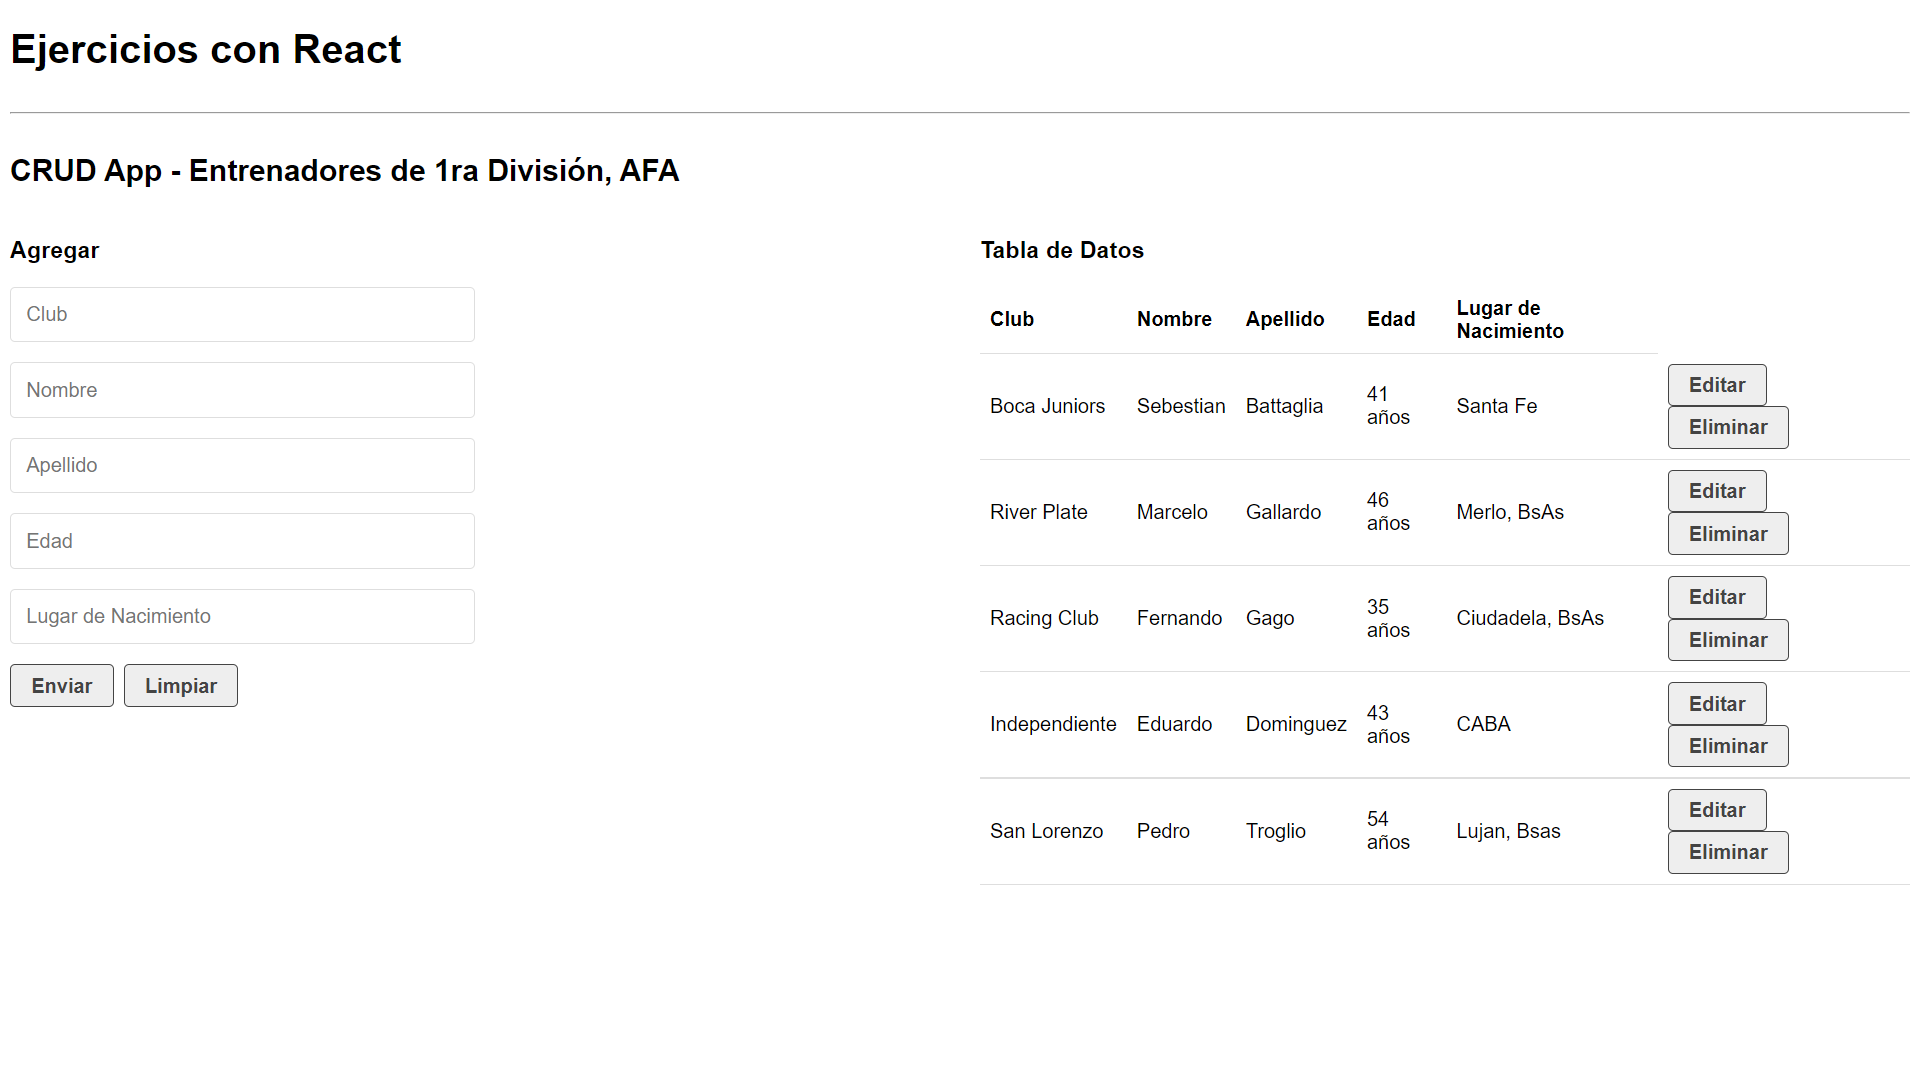 Ejercicios con React
CRUD App - Entrenadores de 1ra División, AFA
Agregar
Club
Nombre
Apellido
Edad
Lugar de Nacimiento
Enviar Limpiar
Tabla de Datos
Club Nombre Apellido Edad Lugar de Nacimiento
Boca Juniors Sebestian Battaglia 41 años Santa Fe Editar Eliminar
River Plate Marcelo Gallardo 46 años Merlo, BsAs Editar Eliminar
Racing Club Fernando Gago 35 años Ciudadela, BsAs Editar Eliminar
Independiente Eduardo Dominguez 43 años CABA Editar Eliminar
San Lorenzo Pedro Troglio 54 años Lujan, Bsas Editar Eliminar